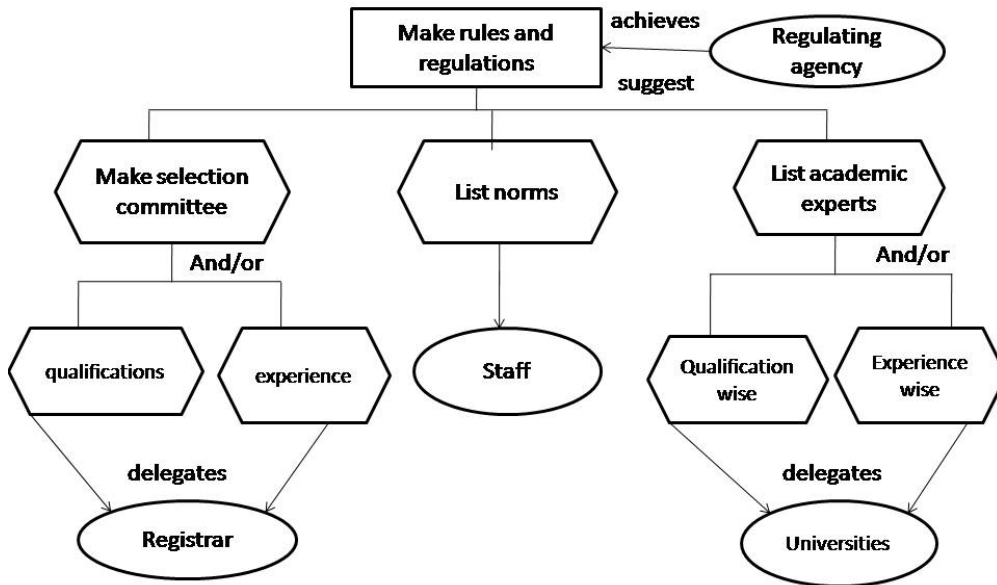 achieves
Make rules and
regulations
Regulating
agency
suggest
Make selection
committee
List norms
List academic
experts
And/or
And/or
qualifications
experience
Staff
Qualification
wise
Experience
wise
delegates
delegates
Registrar
Universities